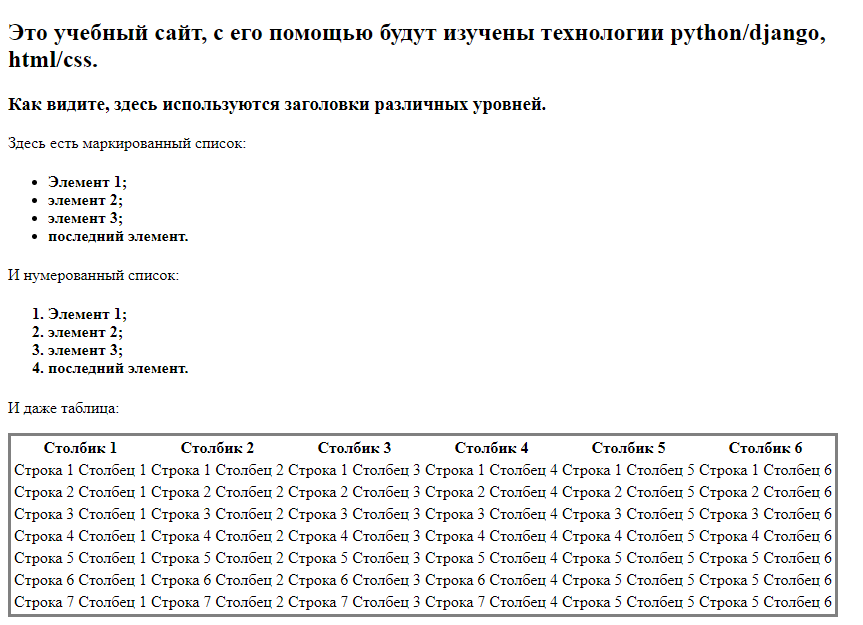 Это учебный сайт, с его помощью будут изучены технологии python/django,
html/css.
Как видите, здесь используются заголовки различных уровней.
Здесь есть маркированный список:
• Элемент 1;
• элемент 2;
• элемент 3;
• последний элемент.
И нумерованный список:
1. Элемент 1;
2. элемент 2;
3. элемент 3;
4. последний элемент.
И даже таблица:
Столбик 1 Столбик 2 Столбик 3 Столбик 4 Столбик 5 Столбик 6
Строка 1 Столбец 1 Строка 1 Столбец 2 Строка 1 Столбец 3 Строка 1 Столбец 4 Строка 1 Столбец 5 Строка 1 Столбец 6
Строка 2 Столбец 1 Строка 2 Столбец 2 Строка 2 Столбец 3 Строка 2 Столбец 4 Строка 2 Столбец 5 Строка 2 Столбец 6
Строка 3 Столбец 1 Строка 3 Столбец 2 Строка 3 Столбец 3 Строка 3 Столбец 4 Строка 3 Столбец 5 Строка 3 Столбец 6
Строка 4 Столбец 1 Строка 4 Столбец 2 Строка 4 Столбец 3 Строка 4 Столбец 4 Строка 4 Столбец 5 Строка 4 Столбец 6
Строка 5 Столбец 1 Строка 5 Столбец 2 Строка 5 Столбец 3 Строка 5 Столбец 4 Строка 5 Столбец 5 Строка 5 Столбец 6
Строка 6 Столбец 1 Строка 6 Столбец 2 Строка 6 Столбец 3 Строка 6 Столбец 4 Строка 5 Столбец 5 Строка 5 Столбец 6
Строка 7 Столбец 1 Строка 7 Столбец 2 Строка 7 Столбец 3 Строка 7 Столбец 4 Строка 5 Столбец 5 Строка 5 Столбец 6